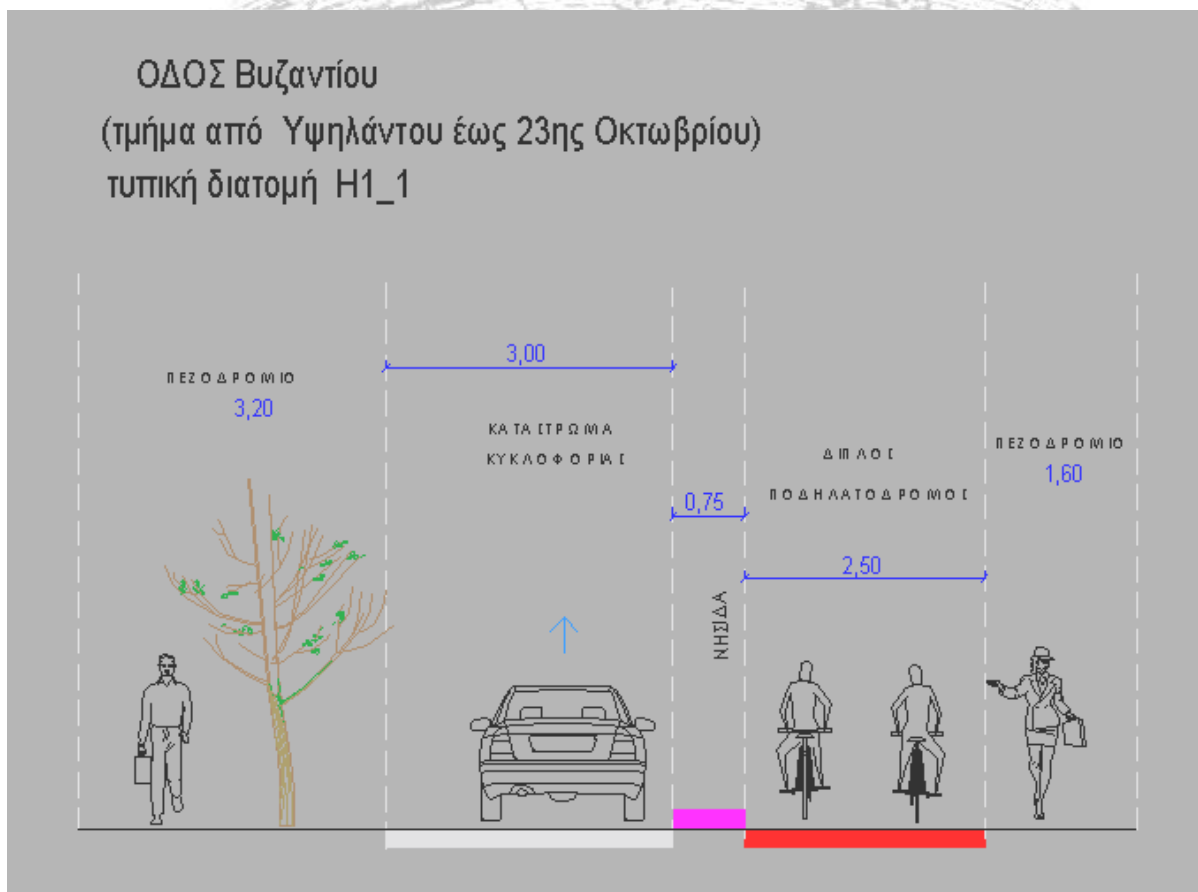 ΟΔΟΣ Βυζαντίου
(τμήμα από Υψηλάντου έως 23ης Οκτωβρίου)
τυπική διατομή Η1_1
3,00
ΠΕΖΟΔΡΟΜΙΟ
3,20
ΚΑΤΑΣΤΡΩΜΑ
ΚΥΚΛΟΦΟΡΙΑΣ
0,75
ΝΗΣΙΔΑ
ΔΙΠΛΟΣ
ΠΟΔΗΛΑΤΟΔΡΟΜΟΣ
2,50
ΠΕΖΟΔΡΟΜΙΟ
1,60